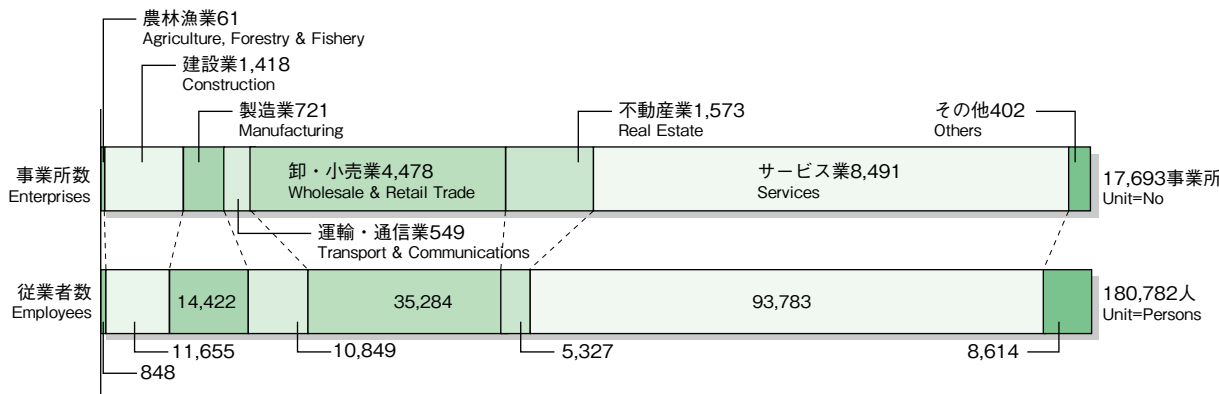 農林漁業61
Agriculture, Forestry & Fishery
建設業1,418
Construction
製造業721
Manufacturing
不動産業1,573
Real Estate
その他402
Others
事業所数
Enterprises
卸・小売業4,478
Wholesale & Retail Trade
サービス業8,491
Services
17,693事業所
Unit=No
運輸・通信業549
Transport & Communications
従業者数
Employees
14,422
35,284
93,783
180,782人
Unit=Persons
11,655
10,849
5,327
8,614
848